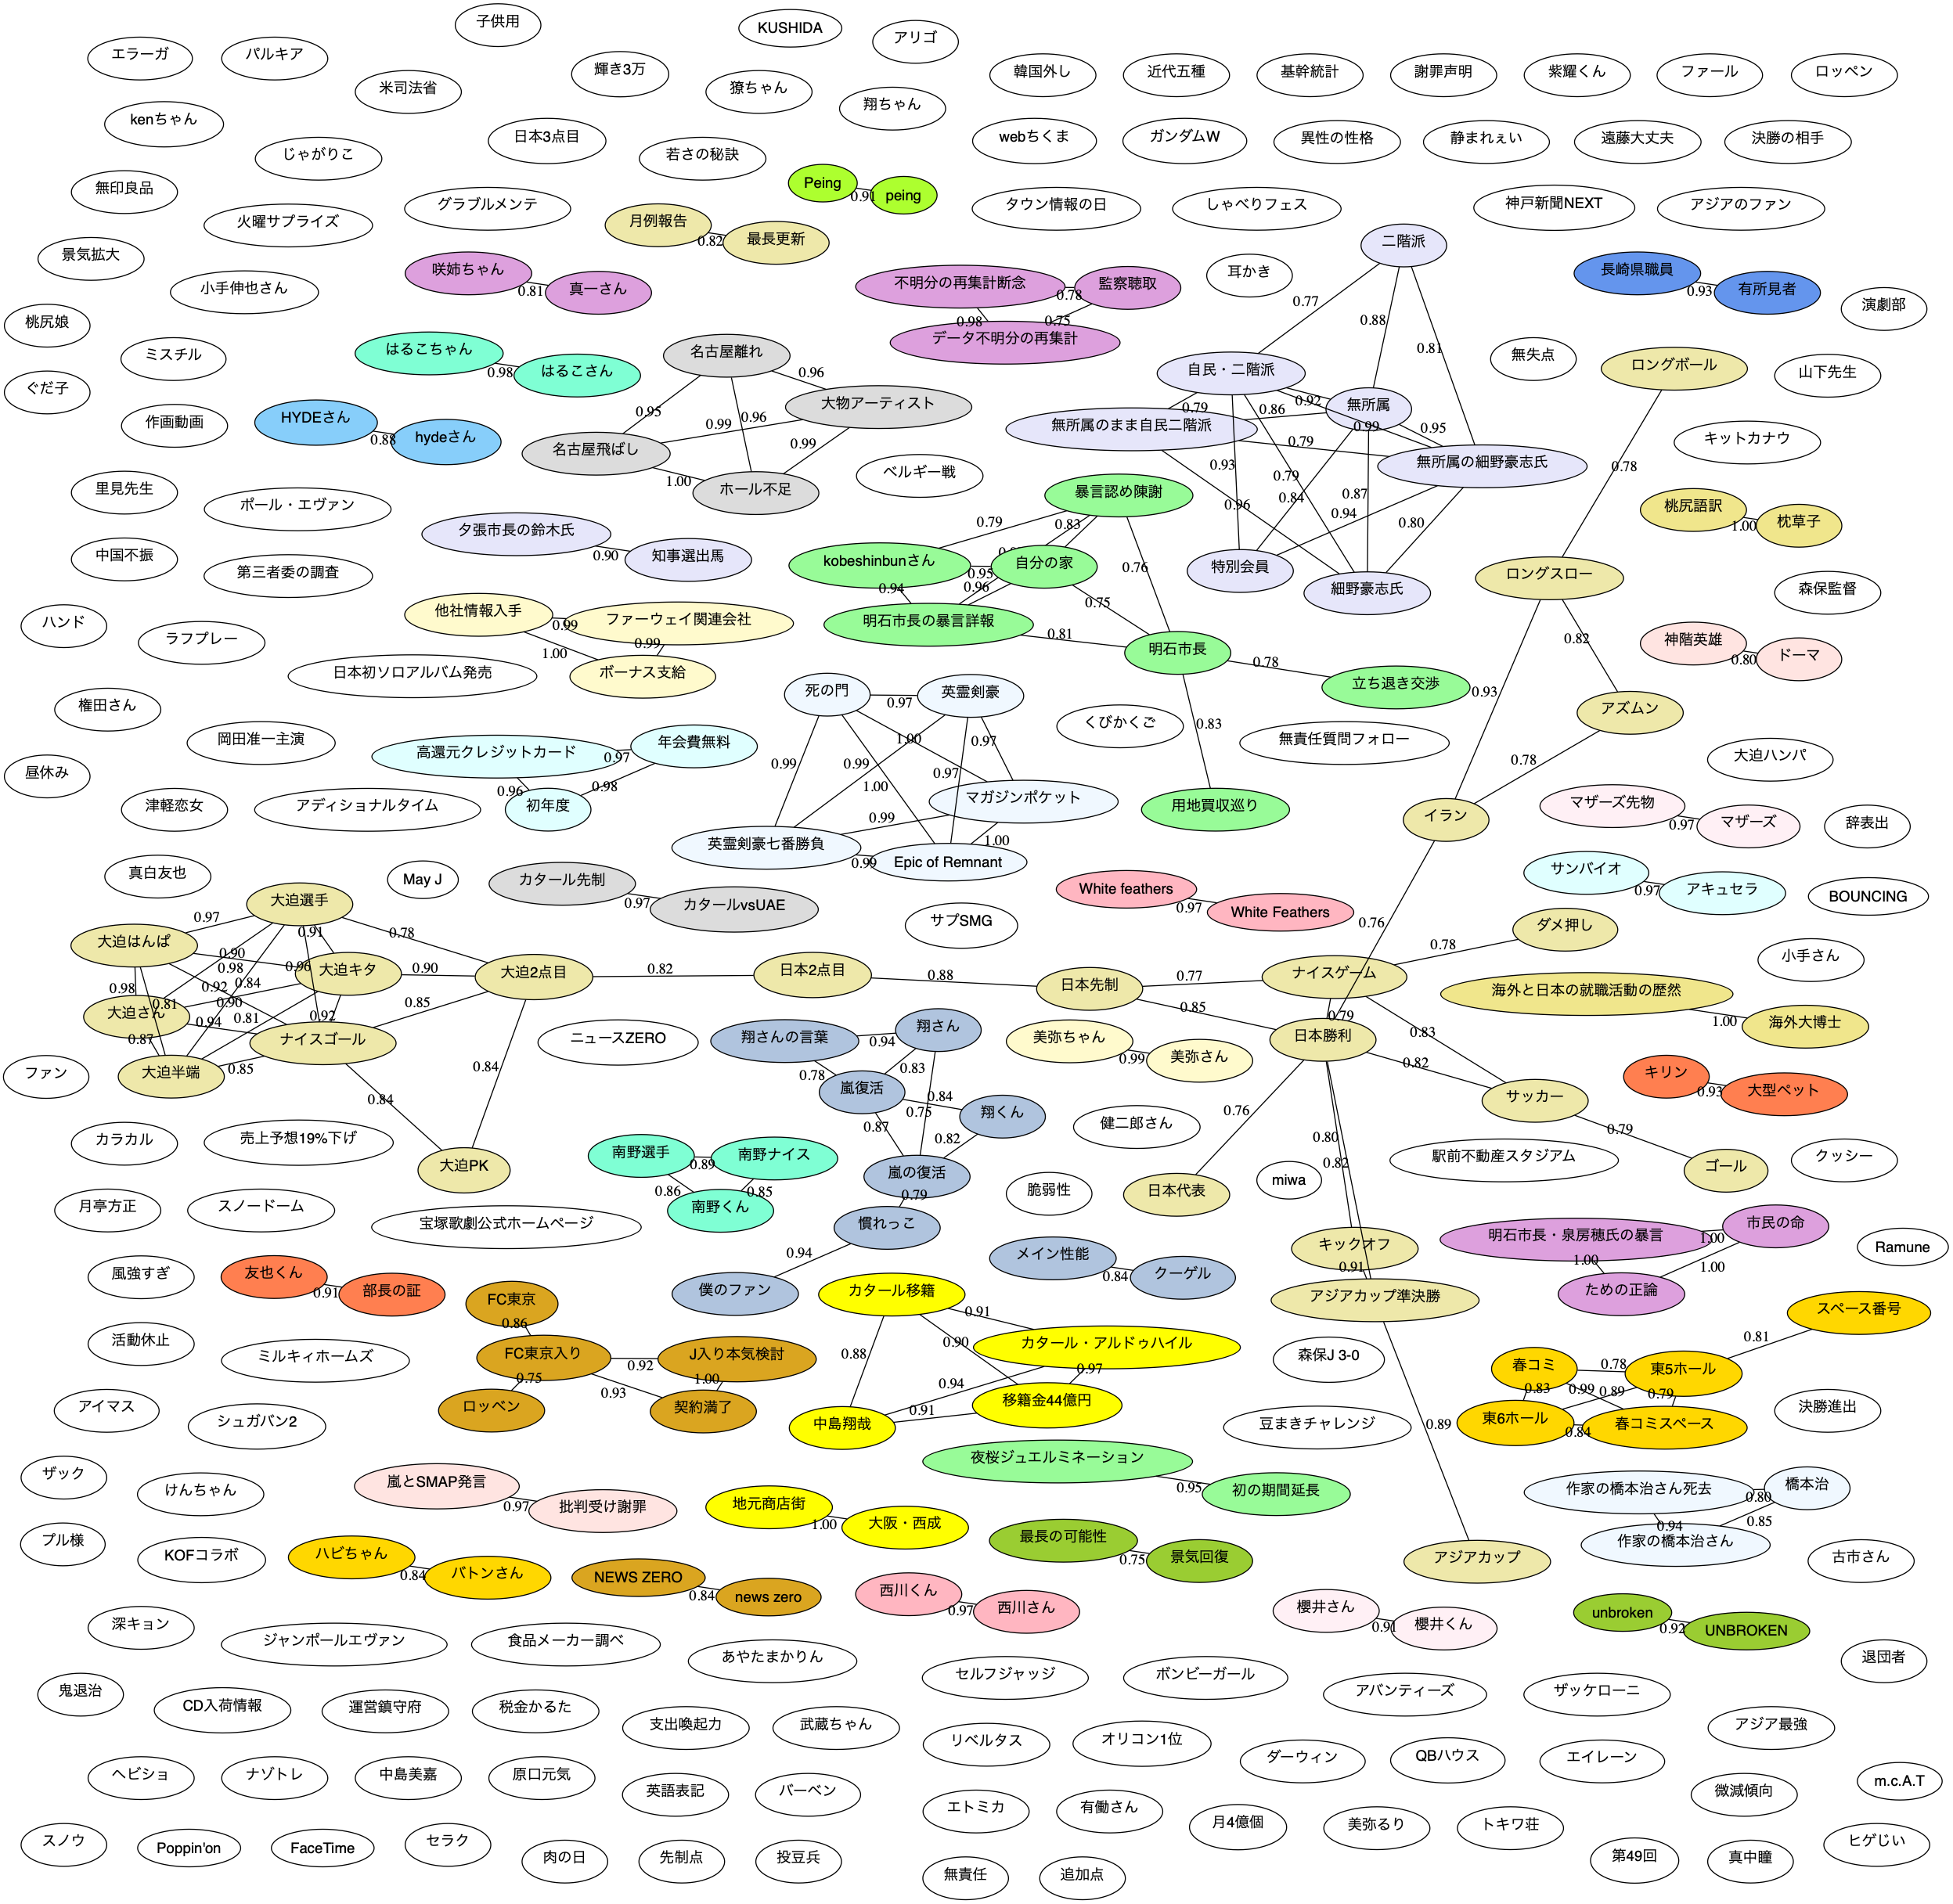 子供用
KUSHIDA
アリゴ
エラーガ
パルキア
輝き3万
韓国外し
近代五種
基幹統計
謝罪声明
紫耀くん
ファール
ロッペン
米司法省
獠ちゃん
翔ちゃん
kenちゃん
日本3点目
webちくま
ガンダムW
異性の性格
静まれぇい
遠藤大丈夫
決勝の相手
じゃがりこ
若さの秘訣
無印良品
Peing
0.91
peing
グラブルメンテ
タウン情報の日
しゃべりフェス
神戸新聞NEXT
アジアのファン
火曜サプライズ
月例報告
0.82
最長更新
二階派
景気拡大
咲姉ちゃん
0.81
真一さん
不明分の再集計断念
0.78
監察聴取
耳かき
長崎県職員
0.93
有所見者
小手伸也さん
0.77
演劇部
桃尻娘
0.98
0.75
データ不明分の再集計
0.88
ミスチル
はるこちゃん
0.98
はるこさん
名古屋離れ
0.81
無失点
ロングボール
山下先生
0.96
自民・二階派
ぐだ子
大物アーティスト
0.92
無所属
作画動画
HYDEさん
0.88
hydeさん
0.95
0.96
0.99
0.79
0.86
無所属のまま自民二階派
0.99
0.95
キットカナウ
名古屋飛ばし
0.99
0.79
無所属の細野豪志氏
0.78
ベルギー戦
0.93
0.79
里見先生
1.00
ホール不足
暴言認め陳謝
0.96
0.84
0.87
ポール・エヴァン
0.94
0.80
桃尻語訳
1.00
枕草子
夕張市長の鈴木氏
0.90
知事選出馬
0.79
0.83
中国不振
kobeshinbunさん
0.95
自分の家
0.76
特別会員
細野豪志氏
ロングスロー
第三者委の調査
0.94
0.96
森保監督
他社情報入手
0.99
ファーウェイ関連会社
0.75
ハンド
明石市長の暴言詳報
0.81
0.82
ラフプレー
0.99
1.00
明石市長
0.78
神階英雄
0.80
ドーマ
日本初ソロアルバム発売
ボーナス支給
立ち退き交渉
0.93
死の門
0.97
英霊剣豪
権田さん
アズムン
くびかくご
0.83
岡田准一主演
高還元クレジットカード
0.97
年会費無料
1.00
0.97
無責任質問フォロー
昼休み
0.99
0.99
0.97
0.78
大迫ハンパ
0.96
0.98
1.00
津軽恋女
アディショナルタイム
初年度
マガジンポケット
用地買収巡り
イラン
マザーズ先物
0.97
マザーズ
辞表出
0.99
1.00
英霊剣豪七番勝負
0.99
Epic of Remnant
真白友也
May J
カタール先制
0.97
カタールvsUAE
White feathers
0.97
White Feathers
サンバイオ
0.97
アキュセラ
BOUNCING
大迫選手
0.97
0.91
0.78
サプSMG
0.76
ダメ押し
大迫はんぱ
0.90
0.78
0.98
0.96
大迫キタ
0.90
大迫2点目
0.82
日本2点目
0.88
日本先制
0.77
ナイスゲーム
小手さん
0.98
0.92
0.84
海外と日本の就職活動の歴然
1.00
海外大博士
0.81
0.90
0.85
0.85
大迫さん
0.94
0.81
0.92
0.79
0.87
ナイスゴール
ニュースZERO
翔さんの言葉
0.94
翔さん
美弥ちゃん
0.99
美弥さん
日本勝利
0.83
0.82
大迫半端
0.85
0.84
0.78
0.83
ファン
嵐復活
0.84
サッカー
キリン
0.93
大型ペット
0.84
0.75
翔くん
0.76
健二郎さん
0.87
0.82
0.79
カラカル
売上予想19%下げ
南野選手
0.89
南野ナイス
0.80
駅前不動産スタジアム
クッシー
大迫PK
0.86
0.85
嵐の復活
0.82
ゴール
脆弱性
日本代表
miwa
月亭方正
スノードーム
南野くん
0.79
宝塚歌劇公式ホームページ
慣れっこ
明石市長・泉房穂氏の暴言
1.00
市民の命
キックオフ
Ramune
0.94
メイン性能
0.84
クーゲル
1.00
1.00
0.91
風強すぎ
友也くん
0.91
部長の証
僕のファン
カタール移籍
アジアカップ準決勝
ための正論
FC東京
0.86
0.91
スペース番号
活動休止
0.90
カタール・アルドゥハイル
0.81
ミルキィホームズ
FC東京入り
0.92
J入り本気検討
0.88
0.97
森保J 3-0
春コミ
0.78
東5ホール
0.75
1.00
0.94
0.83
0.99
0.89
0.79
0.93
アイマス
ロッベン
契約満了
移籍金44億円
決勝進出
シュガバン2
中島翔哉
0.91
豆まきチャレンジ
0.89
東6ホール
0.84
春コミスペース
夜桜ジュエルミネーション
0.95
初の期間延長
ザック
けんちゃん
嵐とSMAP発言
0.97
批判受け謝罪
地元商店街
1.00
大阪・西成
作家の橋本治さん死去
0.80
橋本治
0.94
0.85
プル様
最長の可能性
0.75
景気回復
作家の橋本治さん
KOFコラボ
ハビちゃん
0.84
バトンさん
アジアカップ
古市さん
NEWS ZERO
0.84
news zero
西川くん
0.97
西川さん
櫻井さん
0.91
櫻井くん
unbroken
0.92
UNBROKEN
深キョン
ジャンポールエヴァン
食品メーカー調べ
あやたまかりん
退団者
セルフジャッジ
ボンビーガール
アバンティーズ
ザッケローニ
鬼退治
CD入荷情報
運営鎮守府
税金かるた
支出喚起力
武蔵ちゃん
アジア最強
リベルタス
オリコン1位
ダーウィン
QBハウス
エイレーン
ヘビショ
ナゾトレ
中島美嘉
原口元気
英語表記
バーベン
微減傾向
m.c.A.T
エトミカ
有働さん
月4億個
美弥るり
トキワ荘
スノウ
Poppin'on
FaceTime
セラク
肉の日
先制点
投豆兵
第49回
真中瞳
ヒゲじい
無責任
追加点